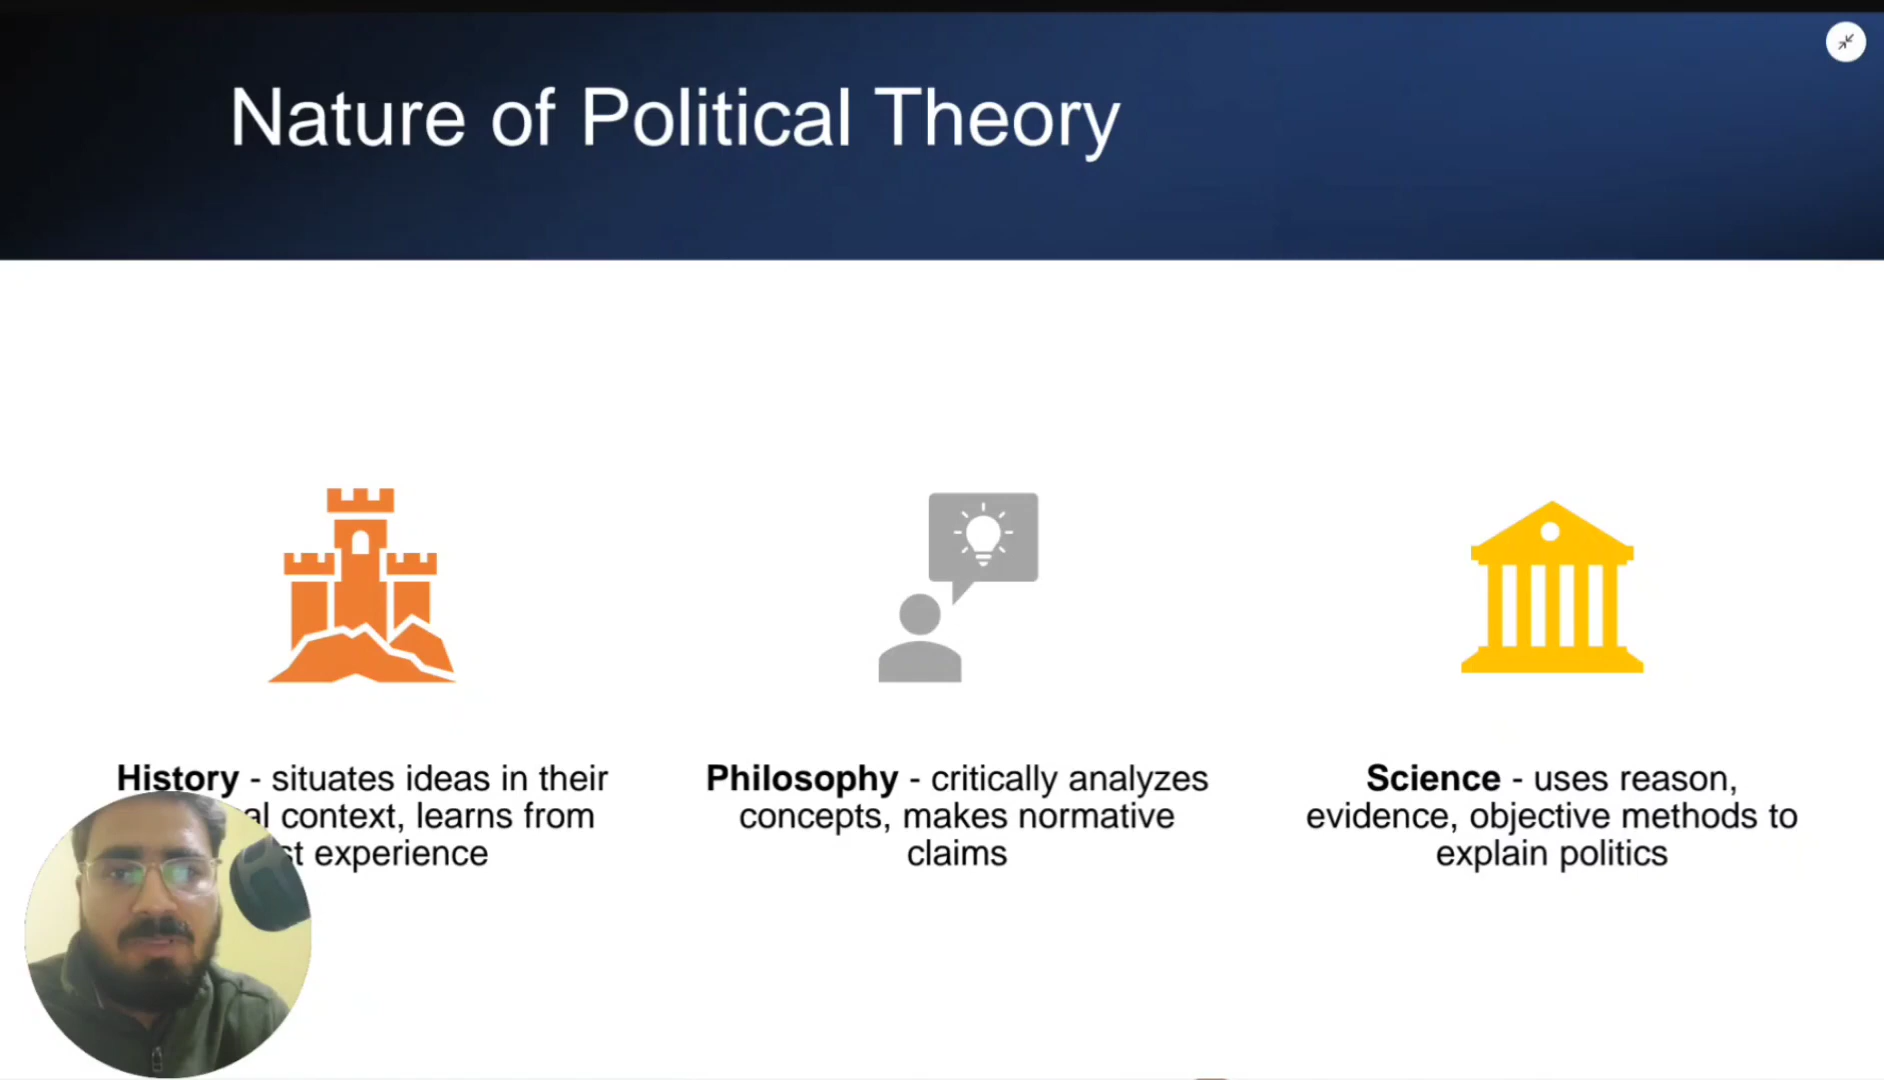 Nature of Political Theory
History - situates ideas in their
context, learns from
experience
Philosophy - critically analyzes
concepts, makes normative
claims
Science - uses reason,
evidence, objective methods to
explain politics